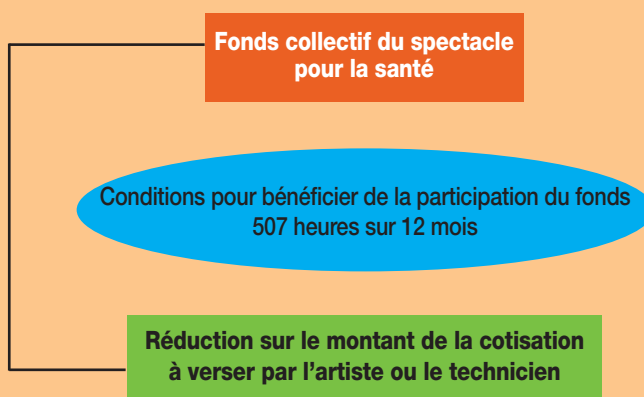 Fonds collectif du spectacle
pour la santé
Conditions pour bénéficier de la participation du fonds
507 heures sur 12 mois
Réduction sur le montant de la cotisation
à verser par l’artiste ou le technicien